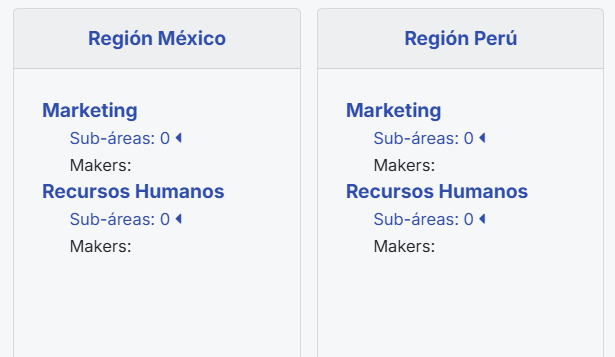 Región México
Marketing
Sub-áreas: 0
Makers:
Recursos Humanos
Sub-áreas: 0
Makers:
Región Perú
Marketing
Sub-áreas: 0
Makers:
Recursos Humanos
Sub-áreas: 0
Makers: